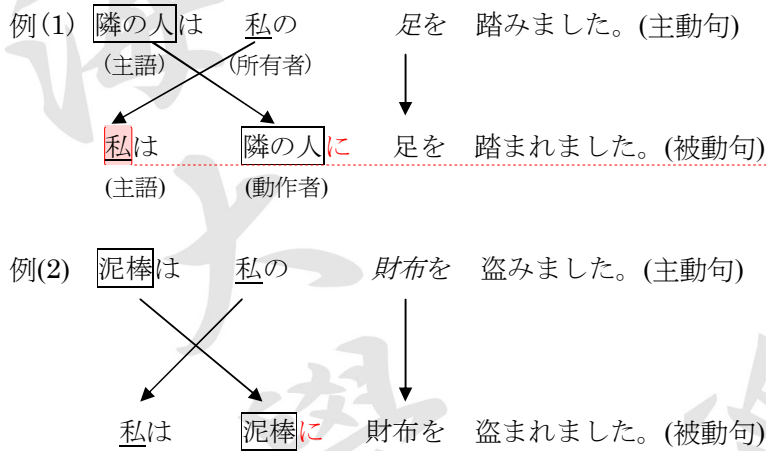 例(1) 隣の人は 私の 足を 踏みました。(主動句)
(主語) (所有者)
私は 隣の人に 足を 踏まれました。(被動句)
(主語) (動作者)
例(2) 泥棒は 私の 財布を 盗みました。(主動句)
私は 泥棒に 財布を 盗まれました。(被動句)
大
學